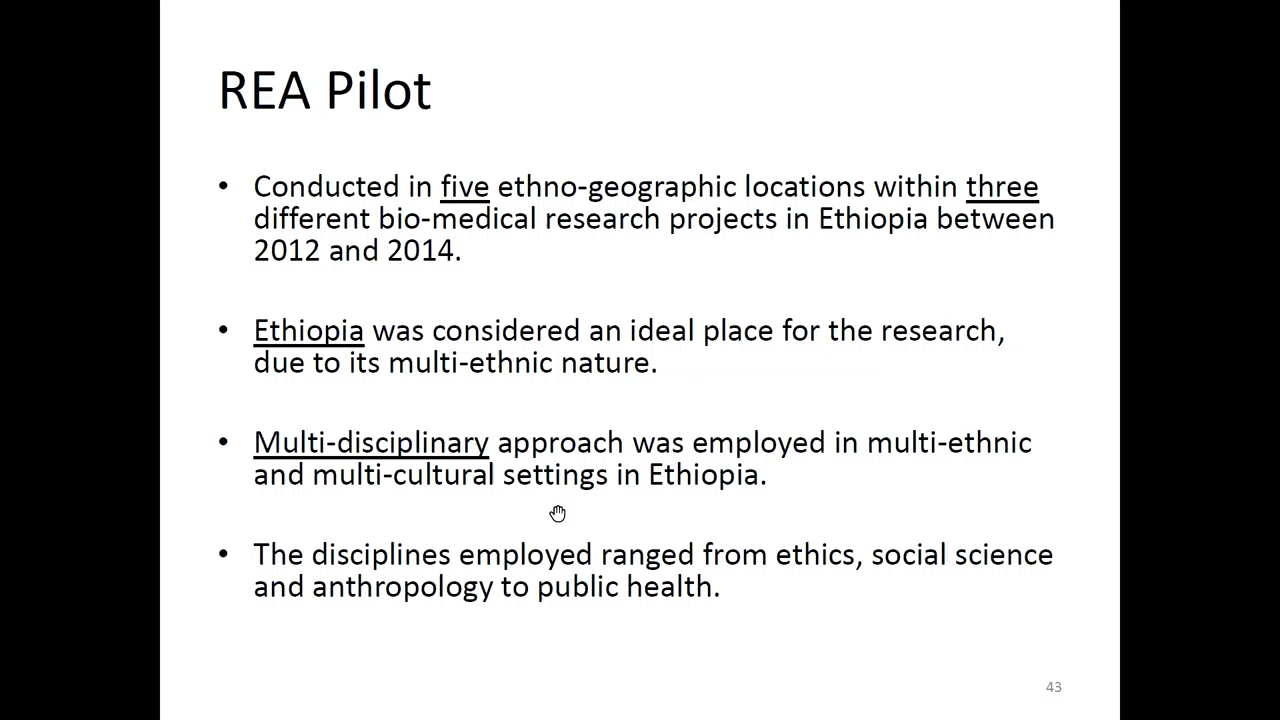 REA Pilot
• Conducted in five ethno-geographic locations within three
different bio-medical research projects in Ethiopia between
2012 and 2014.
• Ethiopia was considered an ideal place for the research,
due to its multi-ethnic nature.
• Multi-disciplinary approach was employed in multi-ethnic
and multi-cultural settings in Ethiopia.
• The disciplines employed ranged from ethics, social science
and anthropology to public health.
43